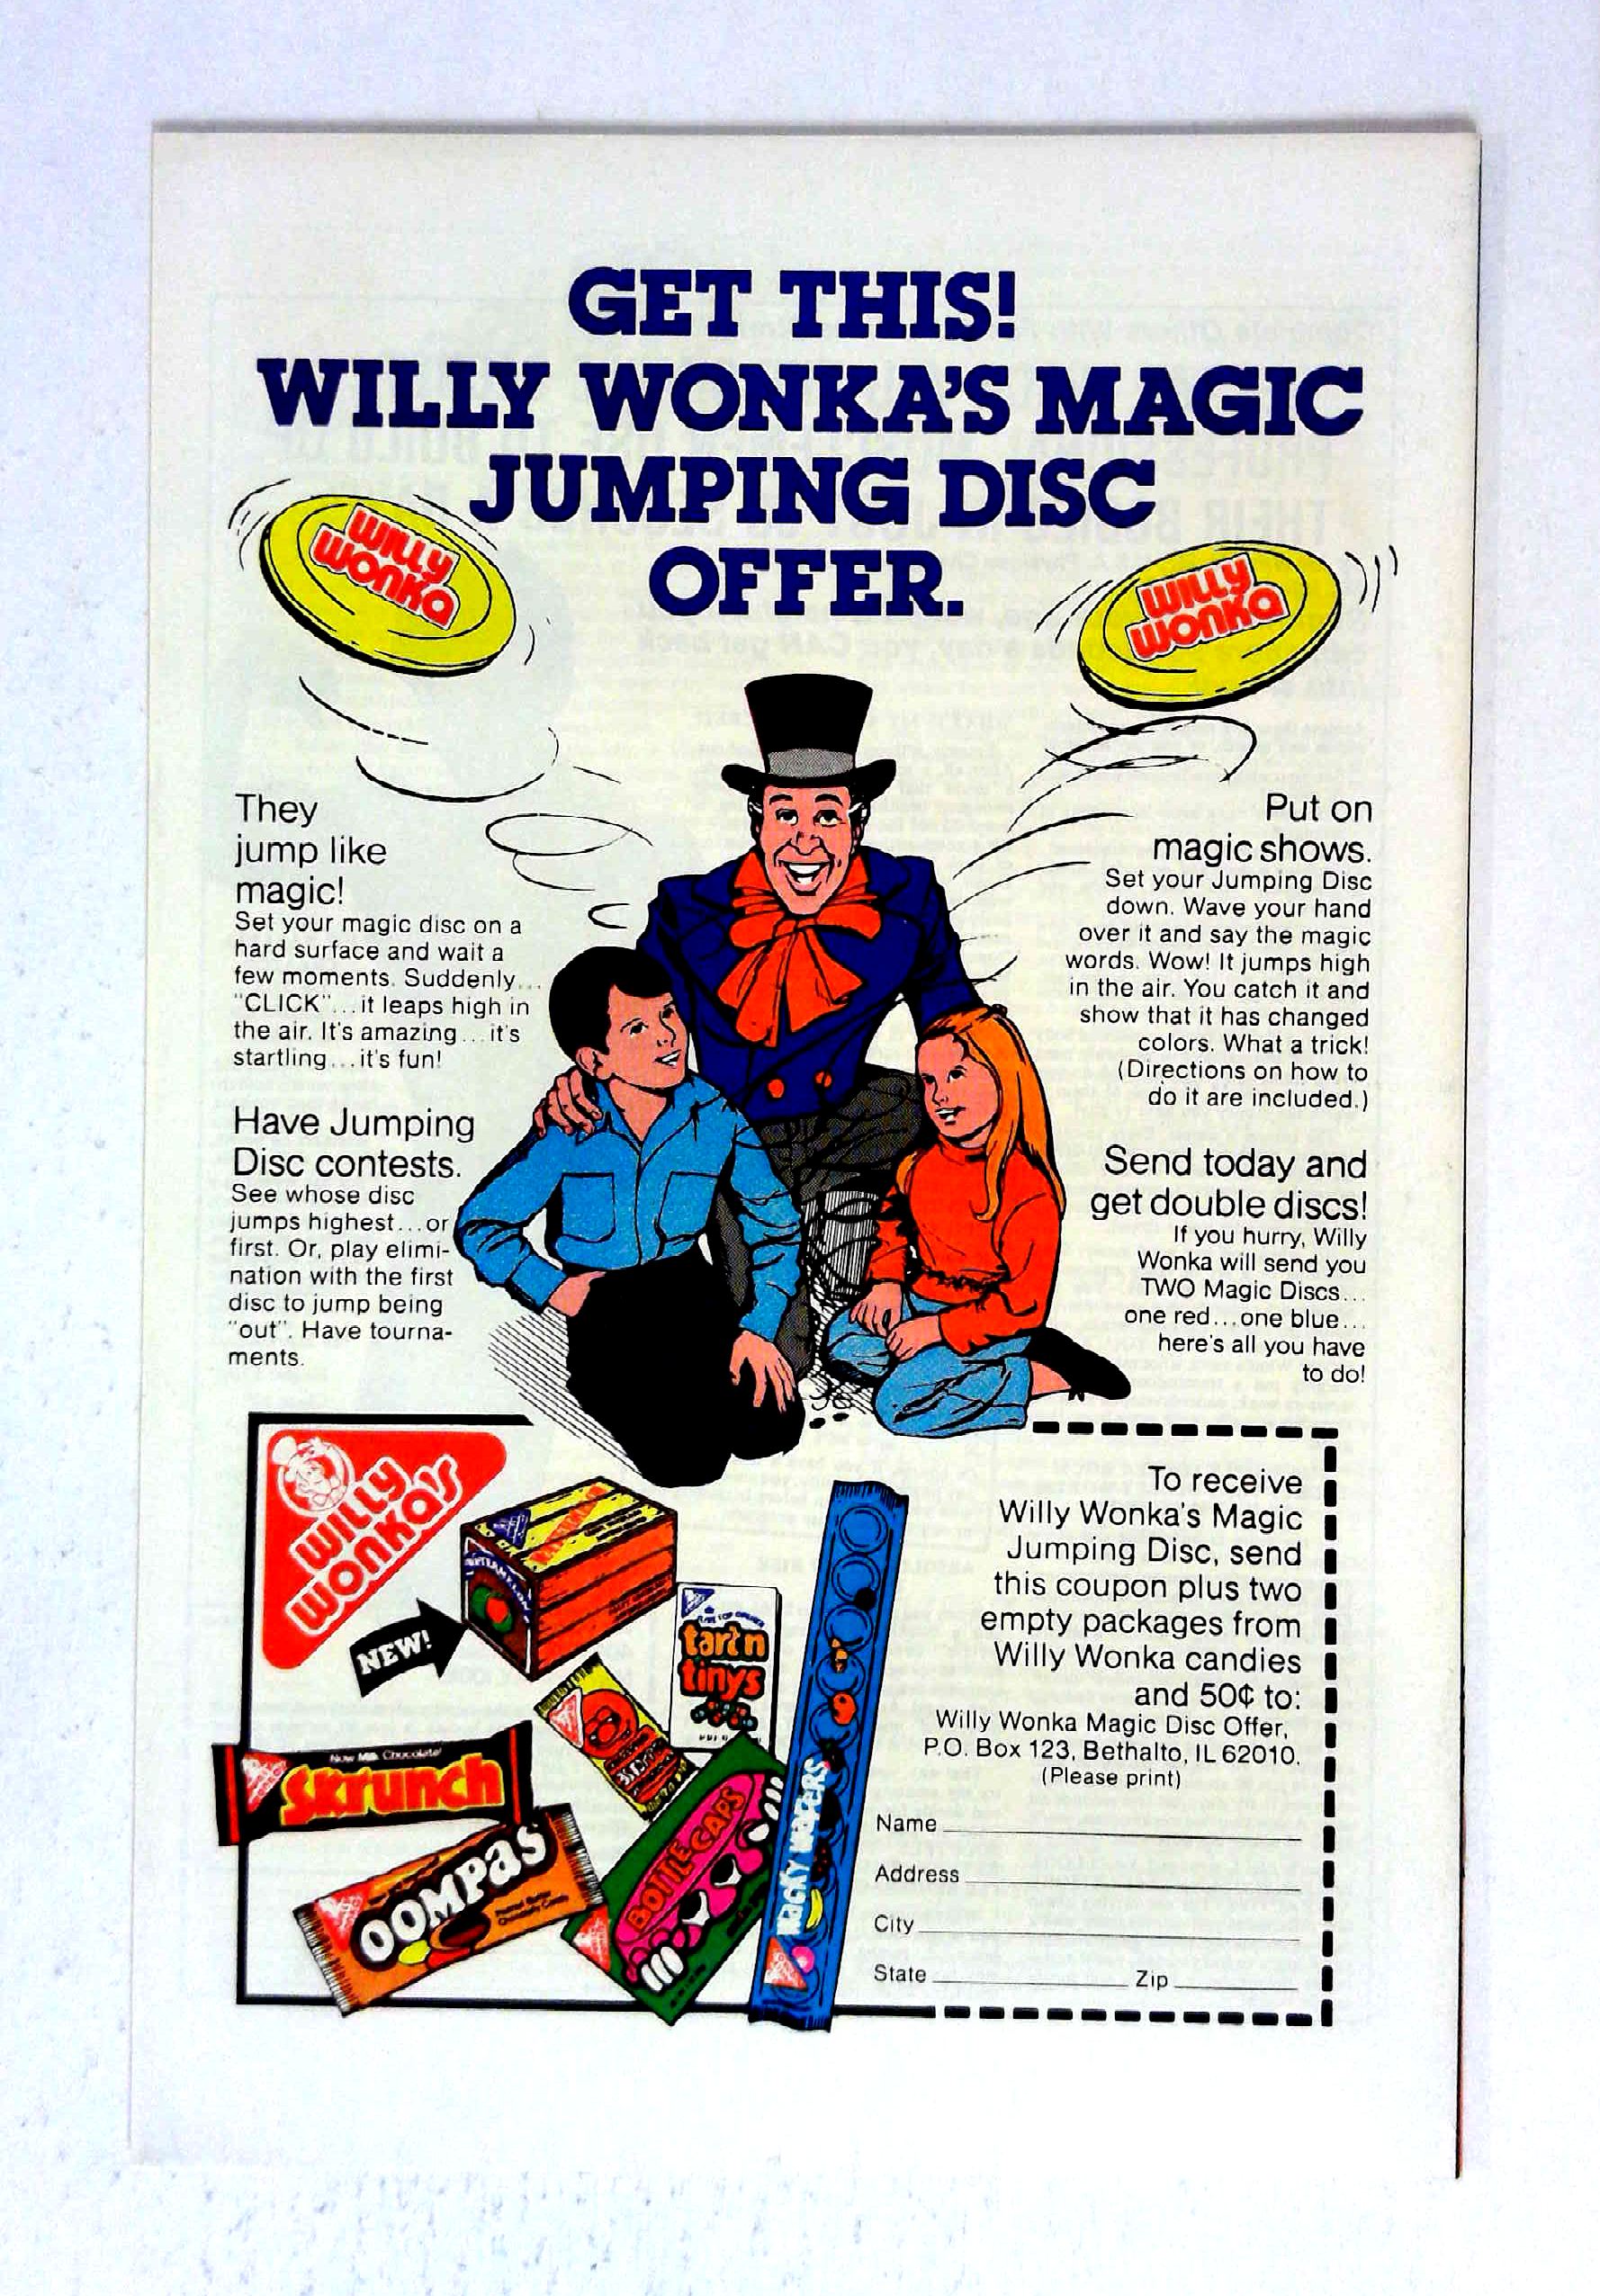 GET THIS!
WILLY WONKA'S MAGIC
JUMPING DISC
OFFER.
WILLY
WONKA
WILLY
WONKA
They
jump like
magic!
Set your magic disc on a
hard surface and wait a
few moments. Suddenly...
"CLICK"...it leaps high in
the air. It's amazing...it's
startling...it's fun!
Have Jumping
Disc contests.
See whose disc
jumps highest...or
first. Or, play elimi-
nation with the first
disc to jump being
"out". Have tourna-
ments.
Put on
magic shows.
Set your Jumping Disc
down. Wave your hand
over it and say the magic
words. Wow! It jumps high
in the air. You catch it and
show that it has changed
colors. What a trick!
(Directions on how to
do it are included.)
Send today and
get double discs!
If you hurry, Willy
Wonka will send you
TWO Magic Discs...
one red...one blue...
here's all you have
to do!
WILLY
WONKA'S
NEW!
tart n
tinys
Now Milk Chocolate!
Skrunch
OOMPAS
BOTTLE CAPS
WACKY WAFERS
To receive
Willy Wonka's Magic
Jumping Disc, send
this coupon plus two
empty packages from
Willy Wonka candies
and 50¢ to:
Willy Wonka Magic Disc Offer,
P.O. Box 123, Bethalto, IL 62010.
(Please print)
Name
Address
City
State Zip